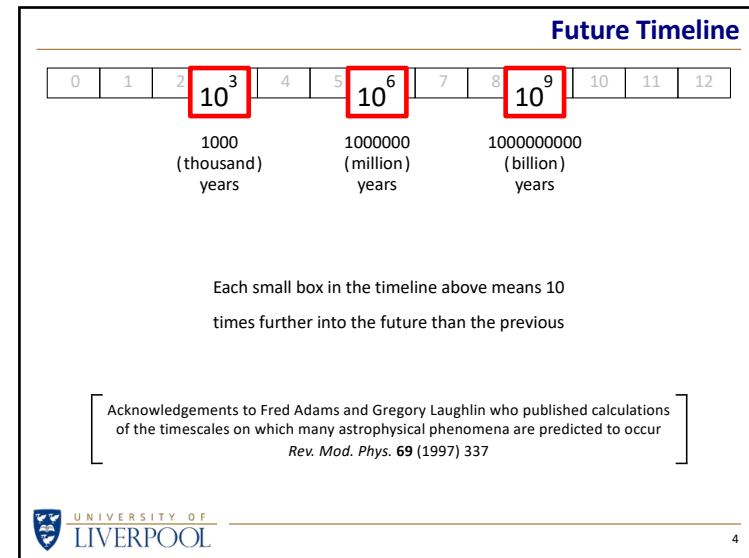 Future Timeline
0 1 2 10^3 4 5 10^6 7 8 10^9 10 11 12
1000 1000000 1000000000
(thousand) (million) (billion)
years years years
Each small box in the timeline above means 10
times further into the future than the previous
Acknowledgements to Fred Adams and Gregory Laughlin who published calculations
of the timescales on which many astrophysical phenomena are predicted to occur
Rev. Mod. Phys. 69 (1997) 337
UNIVERSITY OF
LIVERPOOL
4